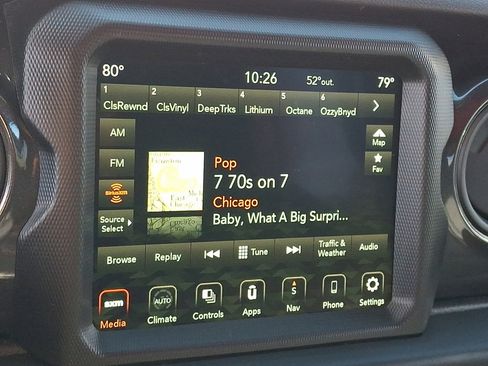 80° 10:26 52°out. 79°
1 2 3 4 5 6
ClsRewnd ClsVinyl DeepTrks Lithium Octane OzzyBnyd
AM
Map
FM
Fav
SiriusXM
Source
Select
Pop
7 70s on 7
Chicago
Baby, What A Big Surpri...
Browse Replay Tune Traffic &
Weather Audio
sxm AUTO S
Media Climate Controls Apps Nav Phone Settings